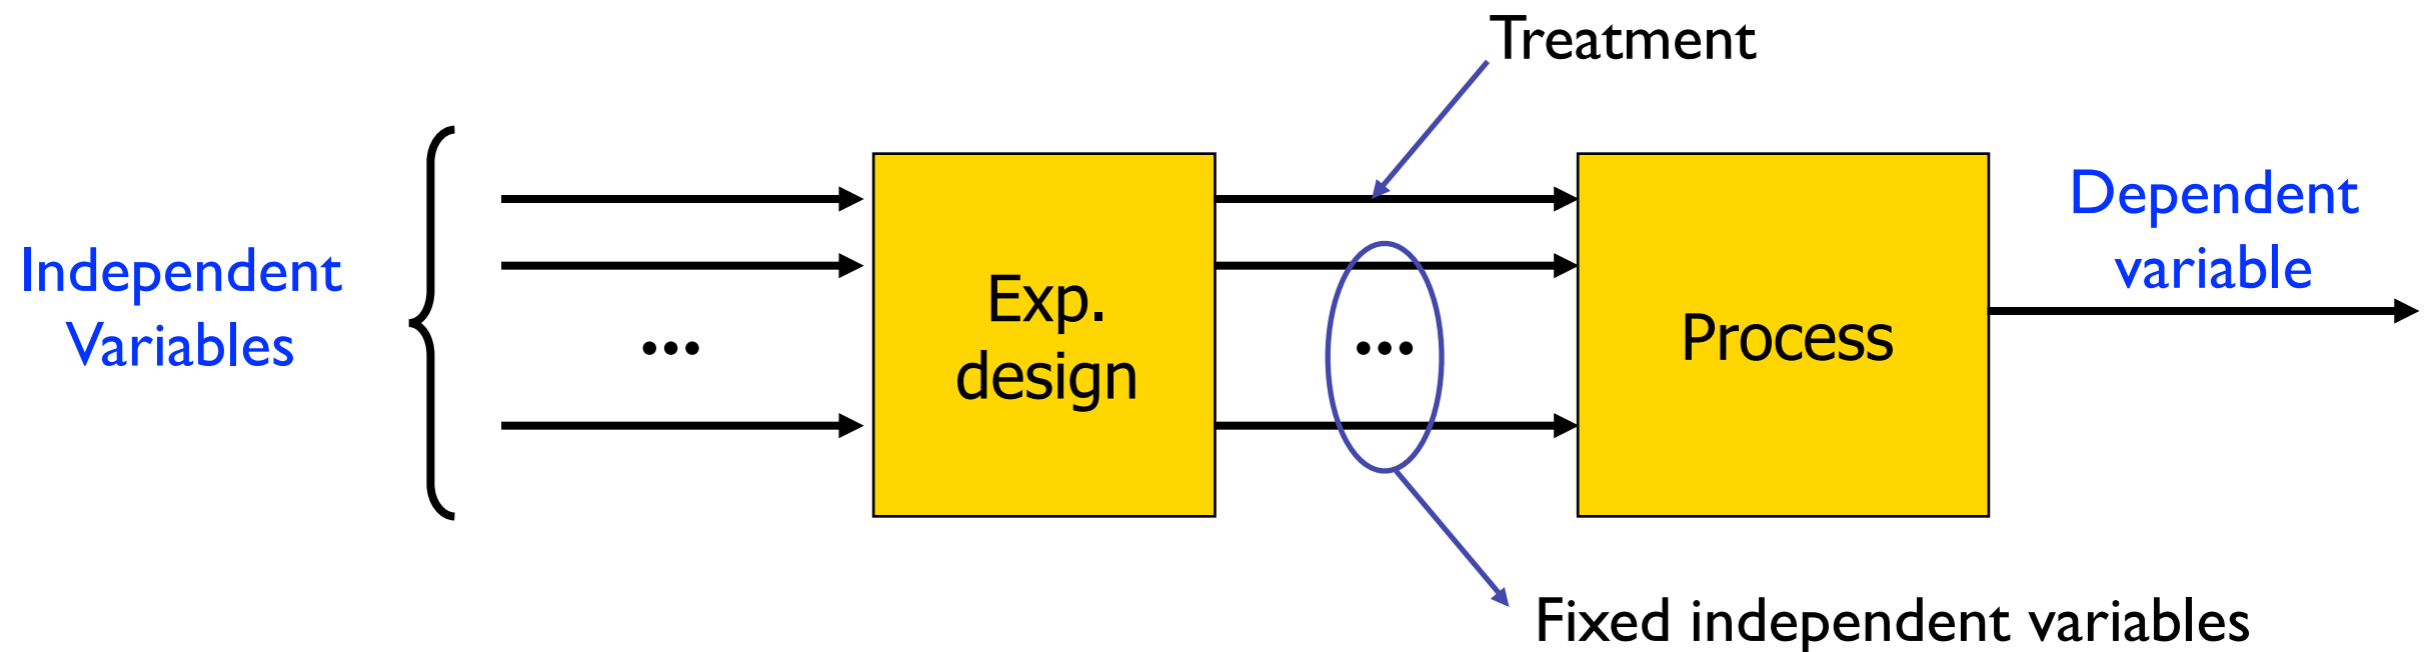 Treatment
Independent
Variables
...
Exp.
design
...
Process
Dependent
variable
Fixed independent variables